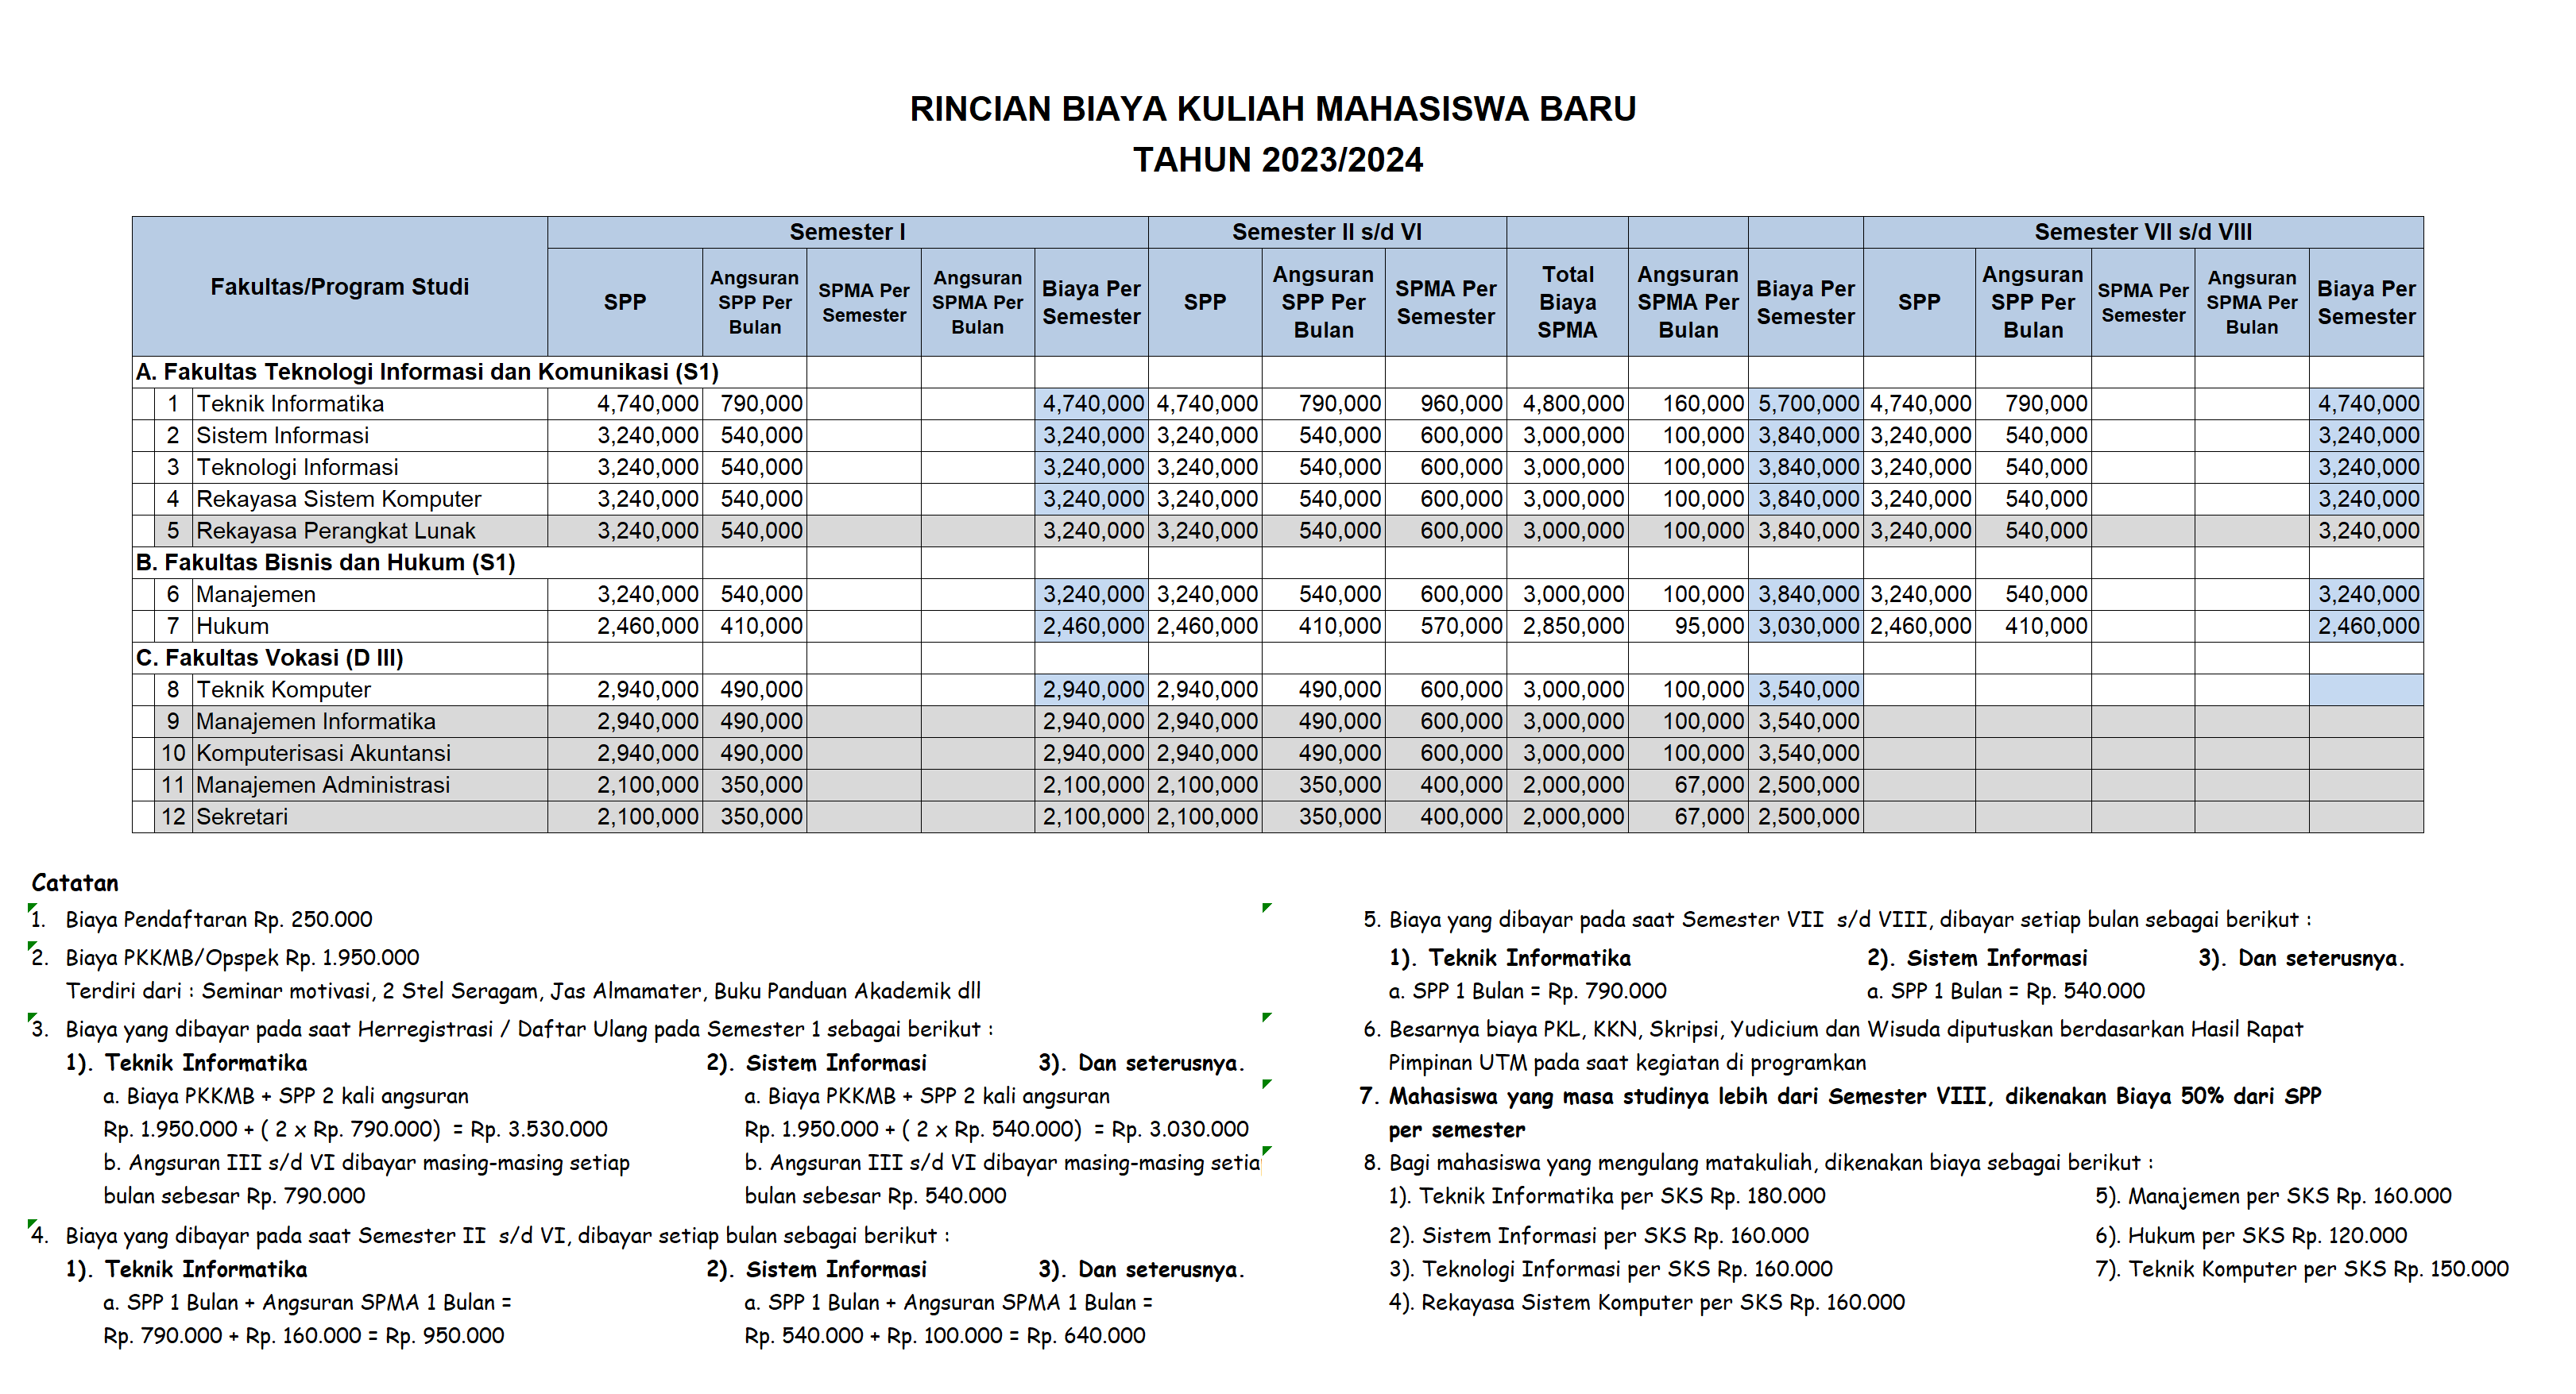 RINCIAN BIAYA KULIAH MAHASISWA BARU
TAHUN 2023/2024
Fakultas/Program Studi Semester I Semester II s/d VI Semester VII s/d VIII
SPP Angsuran SPP Per Bulan SPMA Per Semester Angsuran SPMA Per Bulan Biaya Per Semester SPP Angsuran SPP Per Bulan SPMA Per Semester Total Biaya SPMA Angsuran SPMA Per Bulan Biaya Per Semester SPP Angsuran SPP Per Bulan SPMA Per Semester Angsuran SPMA Per Bulan Biaya Per Semester
A. Fakultas Teknologi Informasi dan Komunikasi (S1)
1 Teknik Informatika 4,740,000 790,000 4,740,000 4,740,000 790,000 960,000 4,800,000 160,000 5,700,000 4,740,000 790,000 4,740,000
2 Sistem Informasi 3,240,000 540,000 3,240,000 3,240,000 540,000 600,000 3,000,000 100,000 3,840,000 3,240,000 540,000 3,240,000
3 Teknologi Informasi 3,240,000 540,000 3,240,000 3,240,000 540,000 600,000 3,000,000 100,000 3,840,000 3,240,000 540,000 3,240,000
4 Rekayasa Sistem Komputer 3,240,000 540,000 3,240,000 3,240,000 540,000 600,000 3,000,000 100,000 3,840,000 3,240,000 540,000 3,240,000
5 Rekayasa Perangkat Lunak 3,240,000 540,000 3,240,000 3,240,000 540,000 600,000 3,000,000 100,000 3,840,000 3,240,000 540,000 3,240,000
B. Fakultas Bisnis dan Hukum (S1)
6 Manajemen 3,240,000 540,000 3,240,000 3,240,000 540,000 600,000 3,000,000 100,000 3,840,000 3,240,000 540,000 3,240,000
7 Hukum 2,460,000 410,000 2,460,000 2,460,000 410,000 570,000 2,850,000 95,000 3,030,000 2,460,000 410,000 2,460,000
C. Fakultas Vokasi (D III)
8 Teknik Komputer 2,940,000 490,000 2,940,000 2,940,000 490,000 600,000 3,000,000 100,000 3,540,000
9 Manajemen Informatika 2,940,000 490,000 2,940,000 2,940,000 490,000 600,000 3,000,000 100,000 3,540,000
10 Komputerisasi Akuntansi 2,940,000 490,000 2,940,000 2,940,000 490,000 600,000 3,000,000 100,000 3,540,000
11 Manajemen Administrasi 2,100,000 350,000 2,100,000 2,100,000 350,000 400,000 2,000,000 67,000 2,500,000
12 Sekretari 2,100,000 350,000 2,100,000 2,100,000 350,000 400,000 2,000,000 67,000 2,500,000
Catatan
1. Biaya Pendaftaran Rp. 250.000
2. Biaya PKKMB/Opspek Rp. 1.950.000
Terdiri dari : Seminar motivasi, 2 Stel Seragam, Jas Almamater, Buku Panduan Akademik dll
3. Biaya yang dibayar pada saat Herregistrasi / Daftar Ulang pada Semester 1 sebagai berikut :
1). Teknik Informatika 2). Sistem Informasi 3). Dan seterusnya.
a. Biaya PKKMB + SPP 2 kali angsuran a. Biaya PKKMB + SPP 2 kali angsuran
Rp. 1.950.000 + ( 2 x Rp. 790.000) = Rp. 3.530.000 Rp. 1.950.000 + ( 2 x Rp. 540.000) = Rp. 3.030.000
b. Angsuran III s/d VI dibayar masing-masing setiap b. Angsuran III s/d VI dibayar masing-masing setia
bulan sebesar Rp. 790.000 bulan sebesar Rp. 540.000
4. Biaya yang dibayar pada saat Semester II s/d VI, dibayar setiap bulan sebagai berikut :
1). Teknik Informatika 2). Sistem Informasi 3). Dan seterusnya.
a. SPP 1 Bulan + Angsuran SPMA 1 Bulan = a. SPP 1 Bulan + Angsuran SPMA 1 Bulan =
Rp. 790.000 + Rp. 160.000 = Rp. 950.000 Rp. 540.000 + Rp. 100.000 = Rp. 640.000
5. Biaya yang dibayar pada saat Semester VII s/d VIII, dibayar setiap bulan sebagai berikut :
1). Teknik Informatika 2). Sistem Informasi 3). Dan seterusnya.
a. SPP 1 Bulan = Rp. 790.000 a. SPP 1 Bulan = Rp. 540.000
6. Besarnya biaya PKL, KKN, Skripsi, Yudicium dan Wisuda diputuskan berdasarkan Hasil Rapat
Pimpinan UTM pada saat kegiatan di programkan
7. Mahasiswa yang masa studinya lebih dari Semester VIII, dikenakan Biaya 50% dari SPP
per semester
8. Bagi mahasiswa yang mengulang matakuliah, dikenakan biaya sebagai berikut :
1). Teknik Informatika per SKS Rp. 180.000 5). Manajemen per SKS Rp. 160.000
2). Sistem Informasi per SKS Rp. 160.000 6). Hukum per SKS Rp. 120.000
3). Teknologi Informasi per SKS Rp. 160.000 7). Teknik Komputer per SKS Rp. 150.000
4). Rekayasa Sistem Komputer per SKS Rp. 160.000